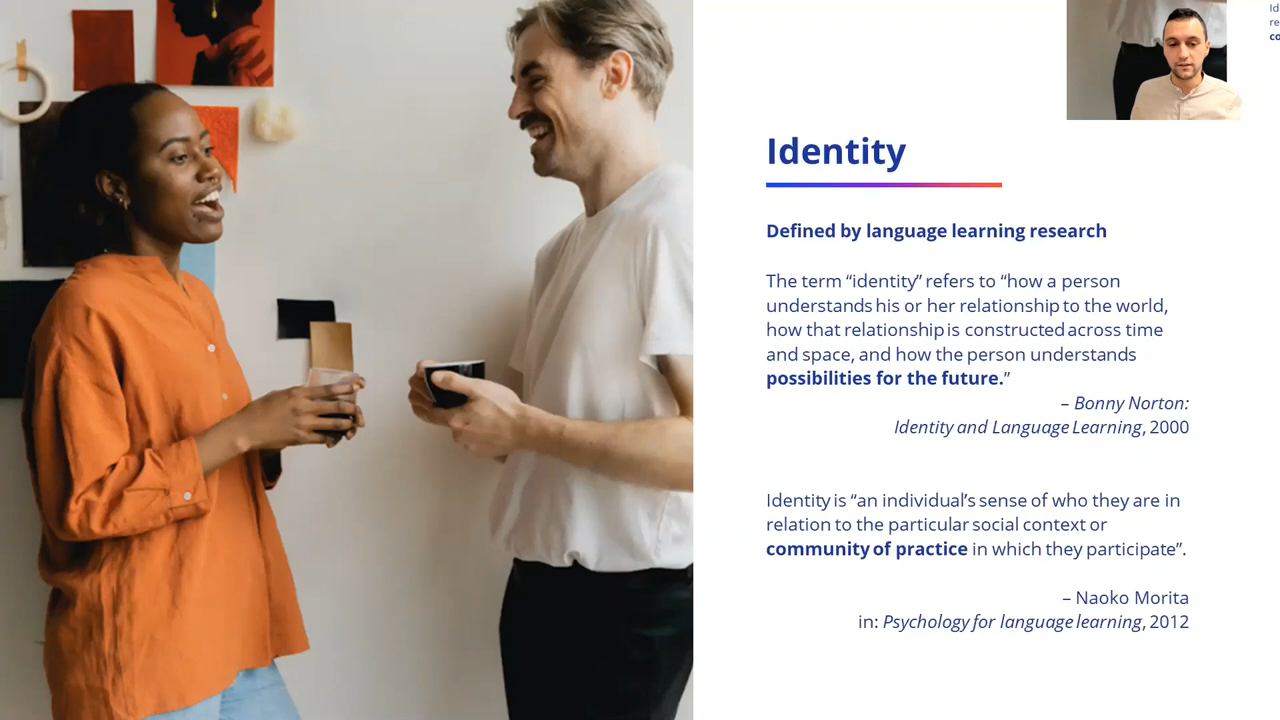 Id
re
co
Identity
Defined by language learning research
The term “identity” refers to “how a person
understands his or her relationship to the world,
how that relationship is constructed across time
and space, and how the person understands
possibilities for the future.”
– Bonny Norton:
Identity and Language Learning, 2000
Identity is “an individual’s sense of who they are in
relation to the particular social context or
community of practice in which they participate”.
– Naoko Morita
in: Psychology for language learning, 2012